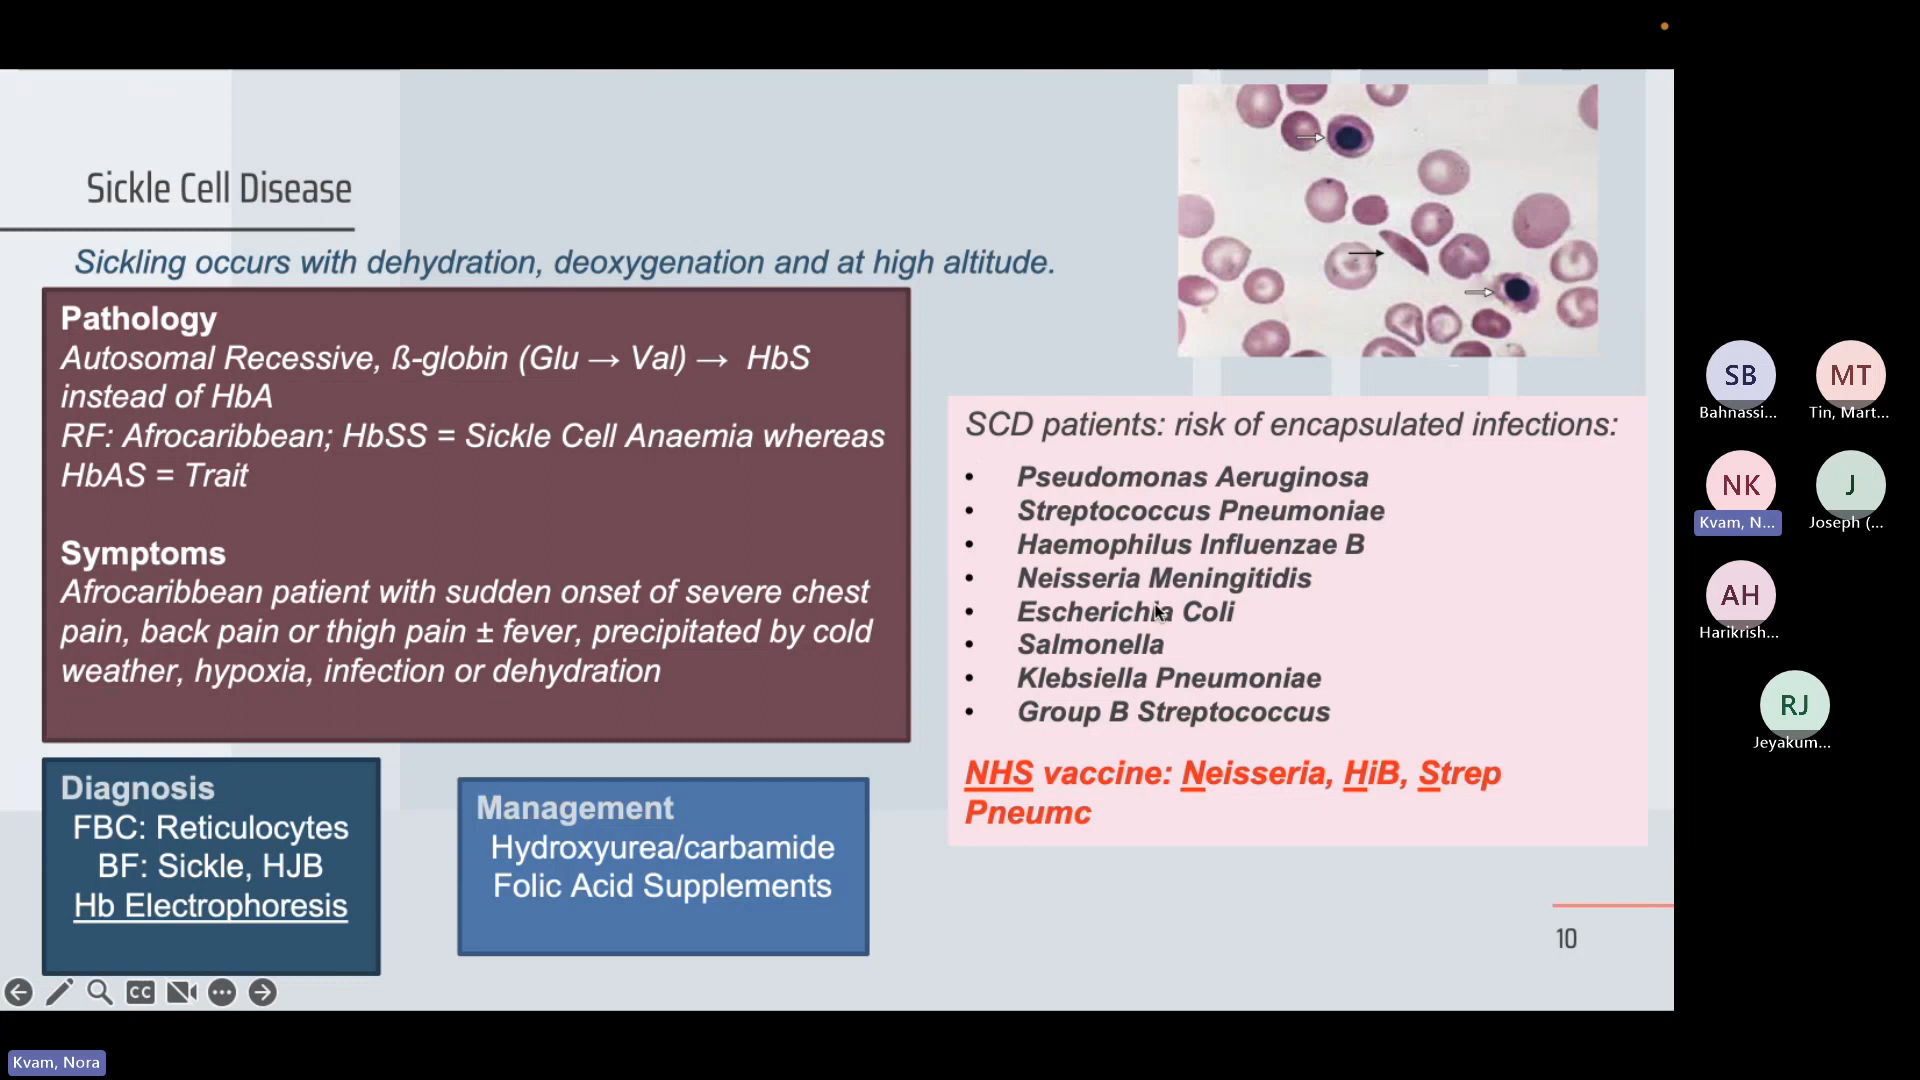 Sickle Cell Disease
Sickling occurs with dehydration, deoxygenation and at high altitude.
Pathology
Autosomal Recessive, ß-globin (Glu → Val) → HbS
instead of HbA
RF: Afrocaribbean; HbSS = Sickle Cell Anaemia whereas
HbAS = Trait
Symptoms
Afrocaribbean patient with sudden onset of severe chest
pain, back pain or thigh pain ± fever, precipitated by cold
weather, hypoxia, infection or dehydration
Diagnosis
FBC: Reticulocytes
BF: Sickle, HJB
Hb Electrophoresis
Management
Hydroxyurea/carbamide
Folic Acid Supplements
SCD patients: risk of encapsulated infections:
• Pseudomonas Aeruginosa
• Streptococcus Pneumoniae
• Haemophilus Influenzae B
• Neisseria Meningitidis
• Escherichia Coli
• Salmonella
• Klebsiella Pneumoniae
• Group B Streptococcus
NHS vaccine: Neisseria, HiB, Strep
Pneumc
10
CC
SB
Bahnassi...
MT
Tin, Mart...
NK
Kvam, N...
J
Joseph (...
AH
Harikrish...
RJ
Jeyakum...
Kvam, Nora